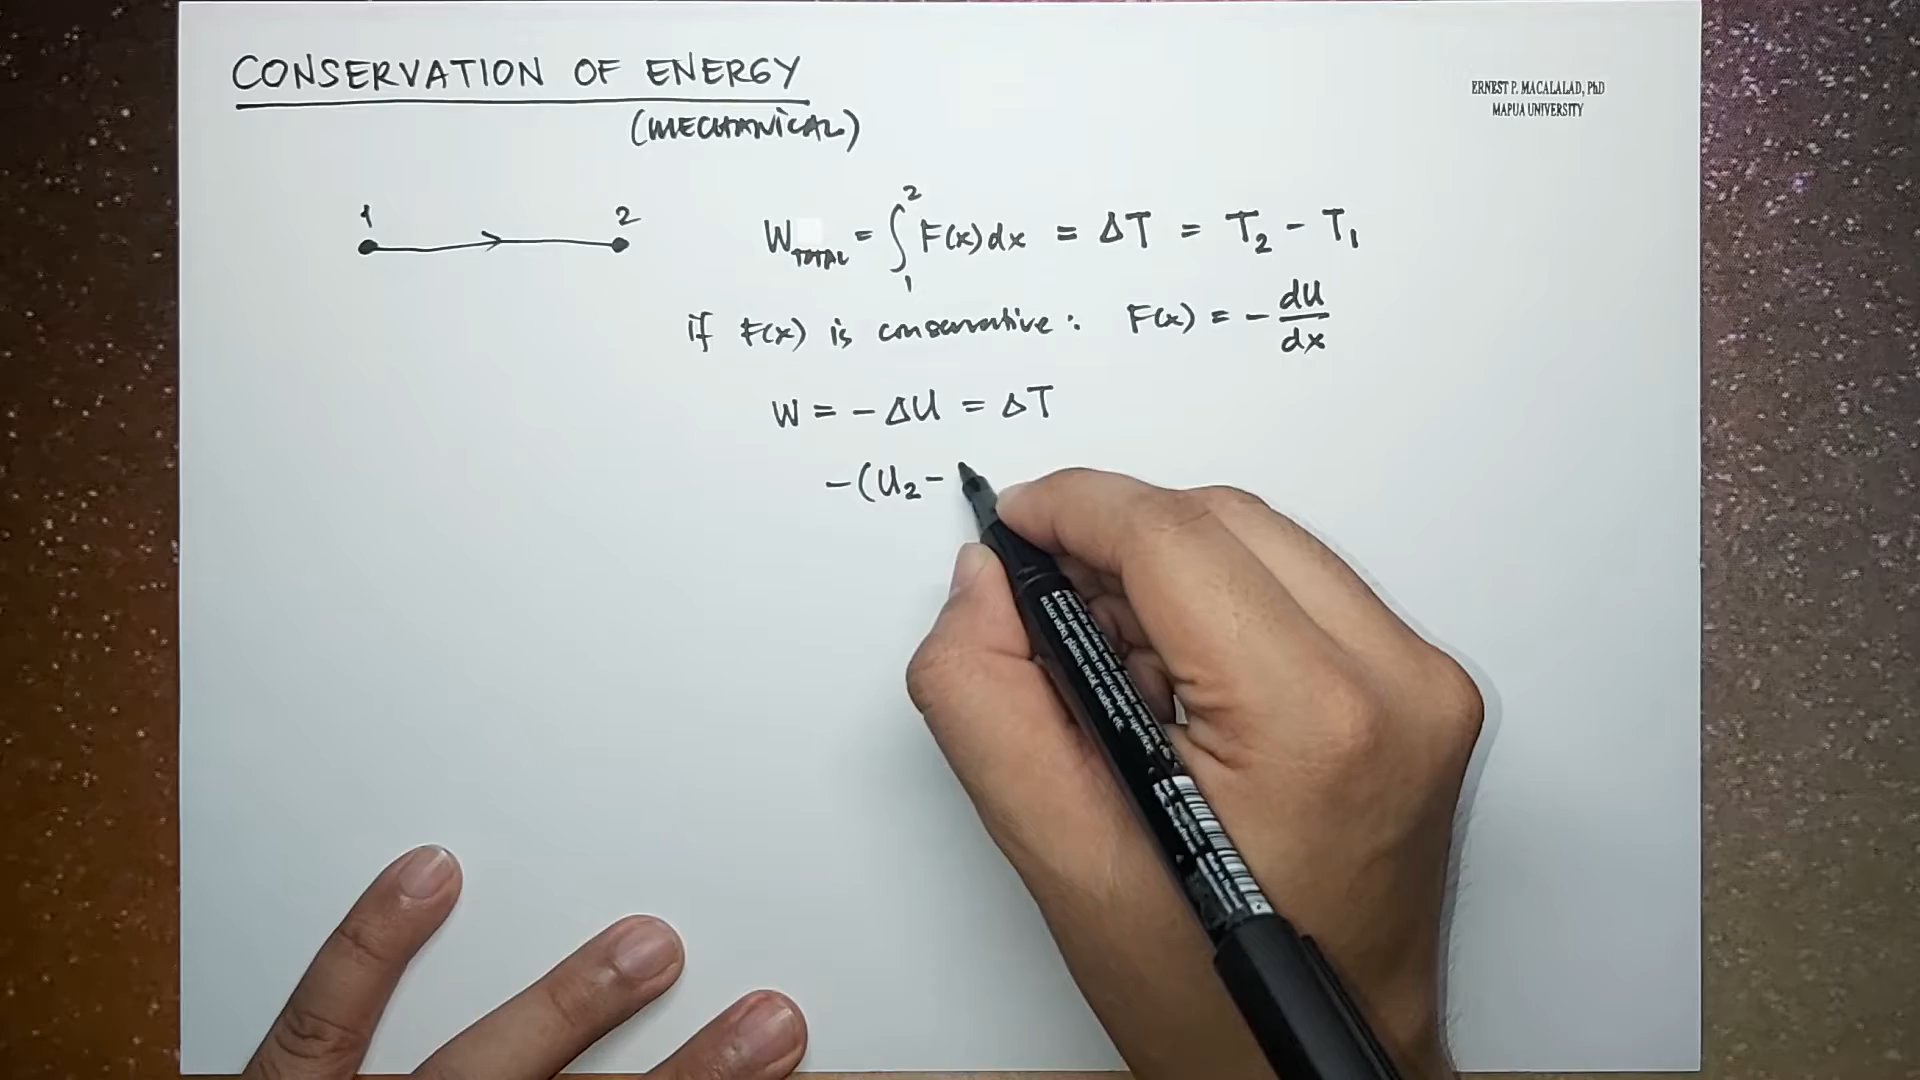 CONSERVATION OF ENERGY
(MECHANICAL)
ERNEST P. MACALALAD, PhD
MAPUA UNIVERSITY
1 2
W_TOTAL = ∫₁² F(x)dx = ΔT = T₂ - T₁
if F(x) is conservative: F(x) = - dU/dx
W = -ΔU = ΔT
-(U₂-